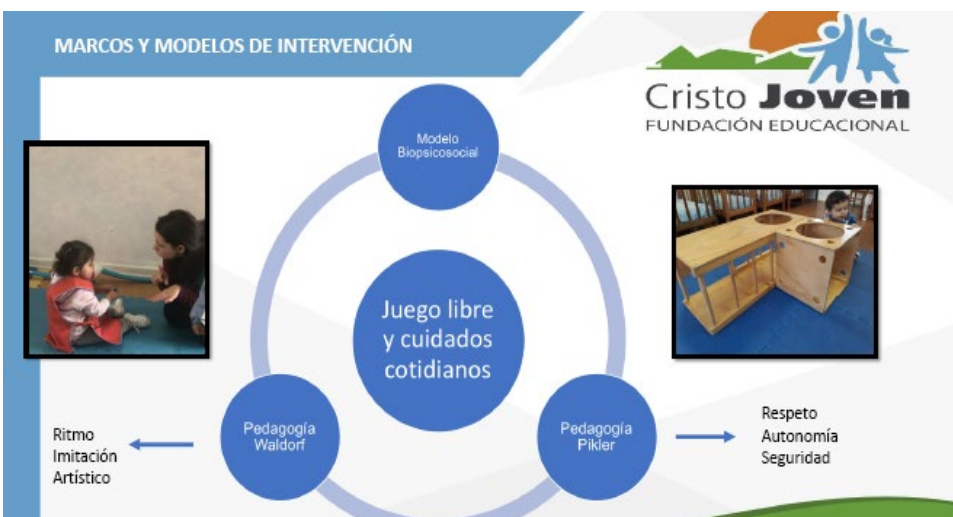 MARCOS Y MODELOS DE INTERVENCIÓN
Cristo Joven
FUNDACIÓN EDUCACIONAL
Modelo
Biopsicosocial
Juego libre
y cuidados
cotidianos
Pedagogía
Waldorf
Ritmo
Imitación
Artístico
Pedagogía
Pikler
Respeto
Autonomía
Seguridad